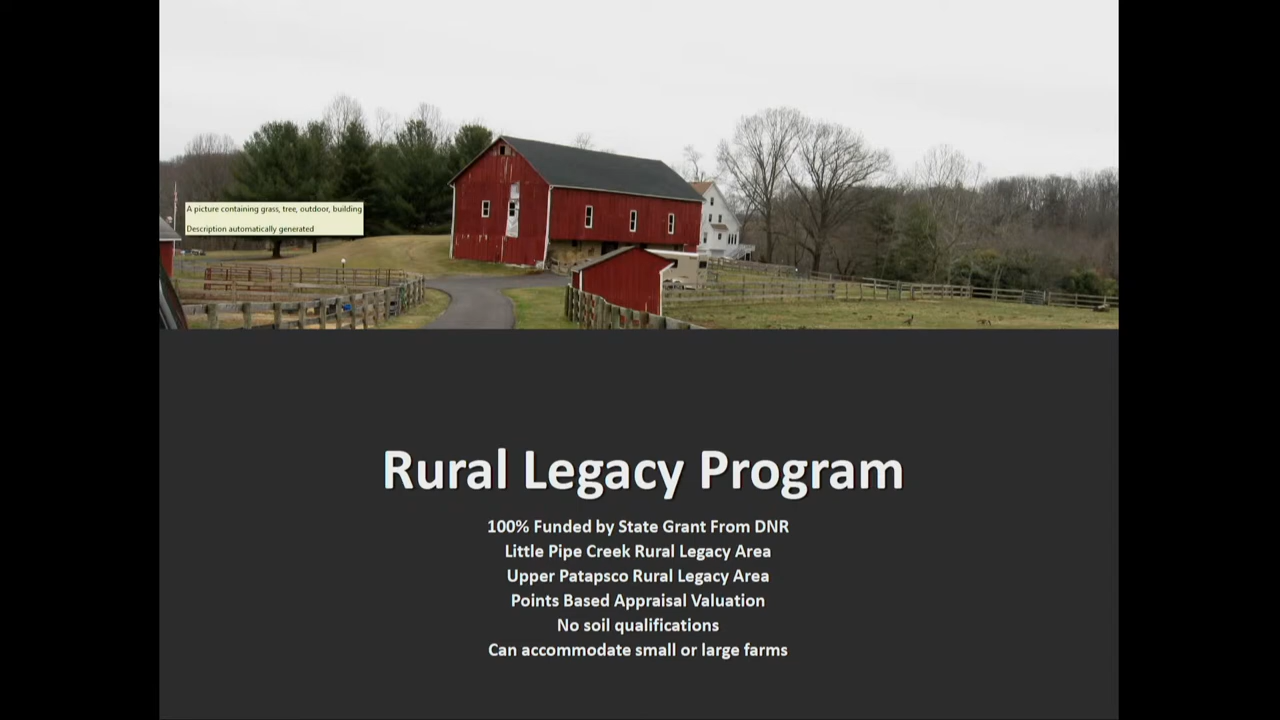 A picture containing grass, tree, outdoor, building
Description automatically generated
Rural Legacy Program
100% Funded by State Grant From DNR
Little Pipe Creek Rural Legacy Area
Upper Patapsco Rural Legacy Area
Points Based Appraisal Valuation
No soil qualifications
Can accommodate small or large farms